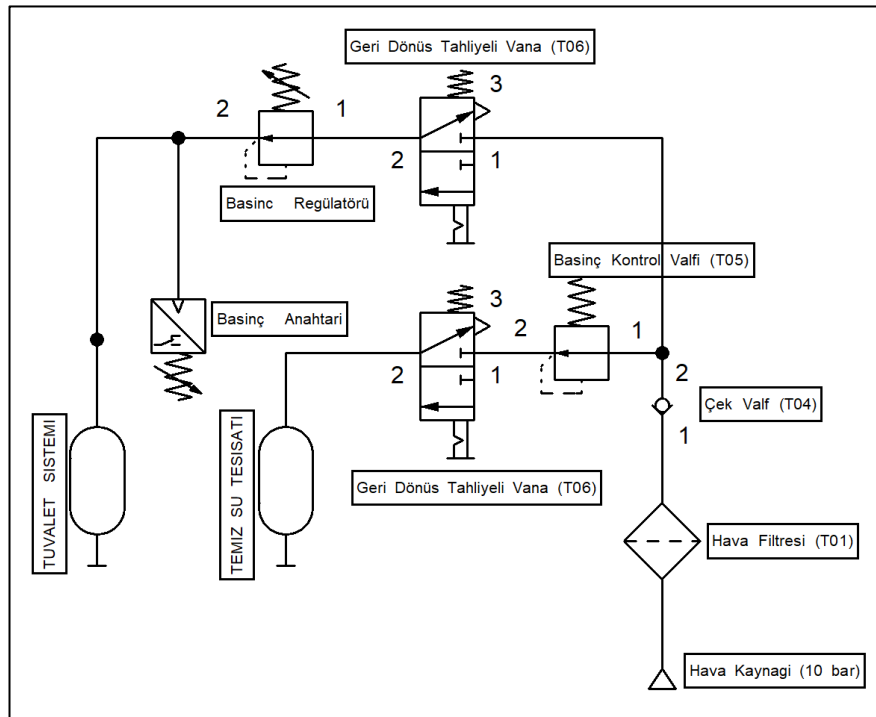 Geri Dönüs Tahliyeli Vana (T06)
3
2
1
2
1
Basinc Regülatörü
Basinç Kontrol Valfi (T05)
3
Basinç Anahtari
2
1
2
1
2
Çek Valf (T04)
1
TUVALET SISTEMI
TEMIZ SU TESISATI
Geri Dönüs Tahliyeli Vana (T06)
Hava Filtresi (T01)
Hava Kaynagi (10 bar)